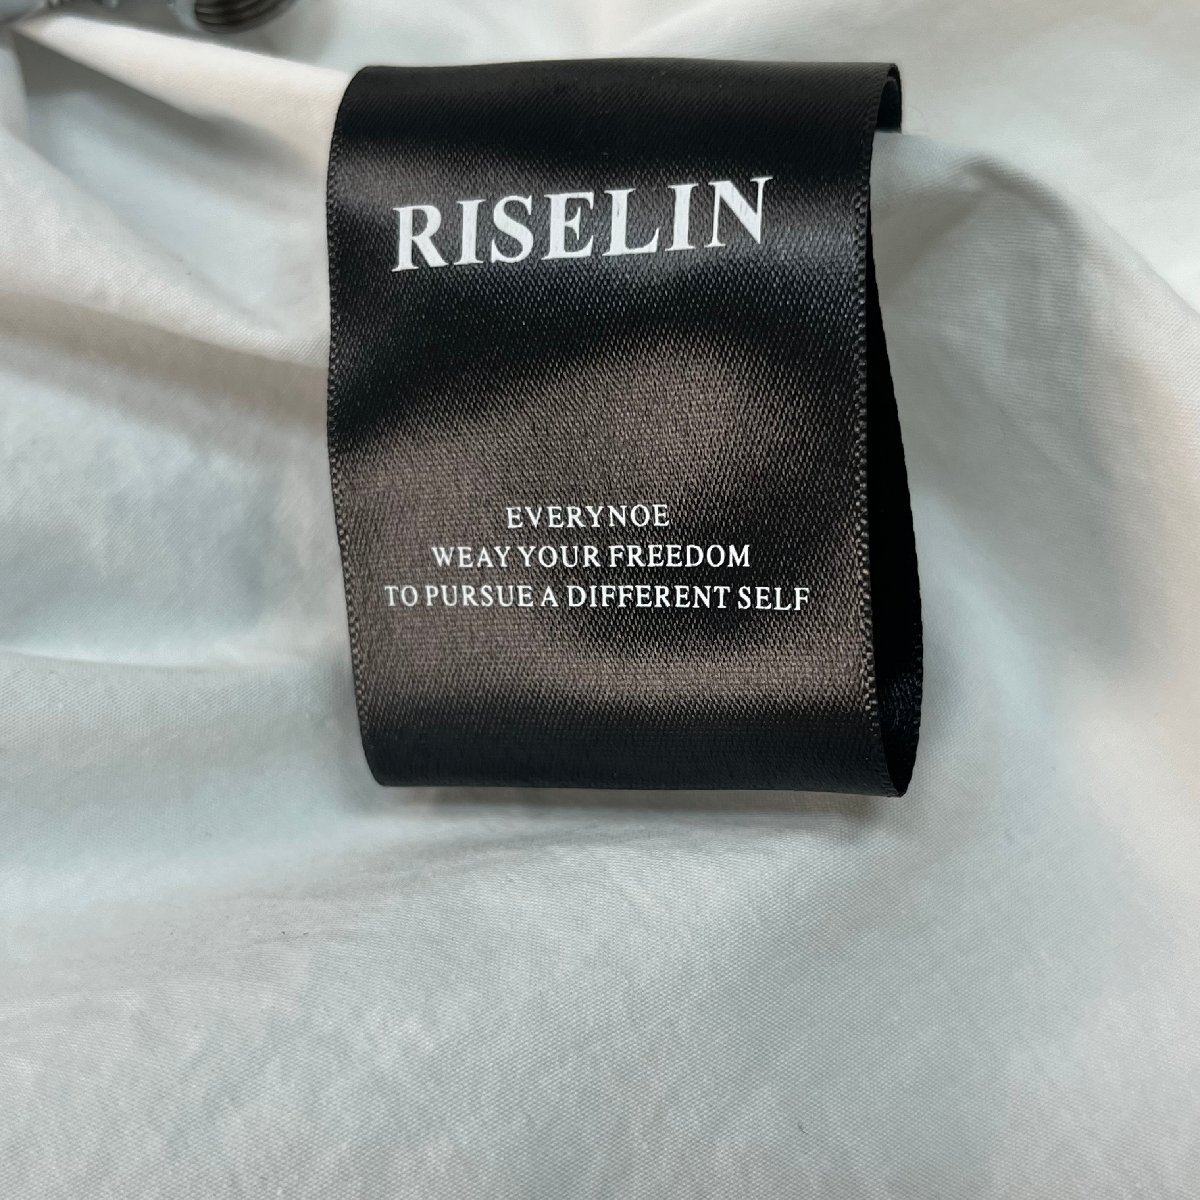 RISELIN
EVERYNOE
WEAY YOUR FREEDOM
TO PURSUE A DIFFERENT SELF